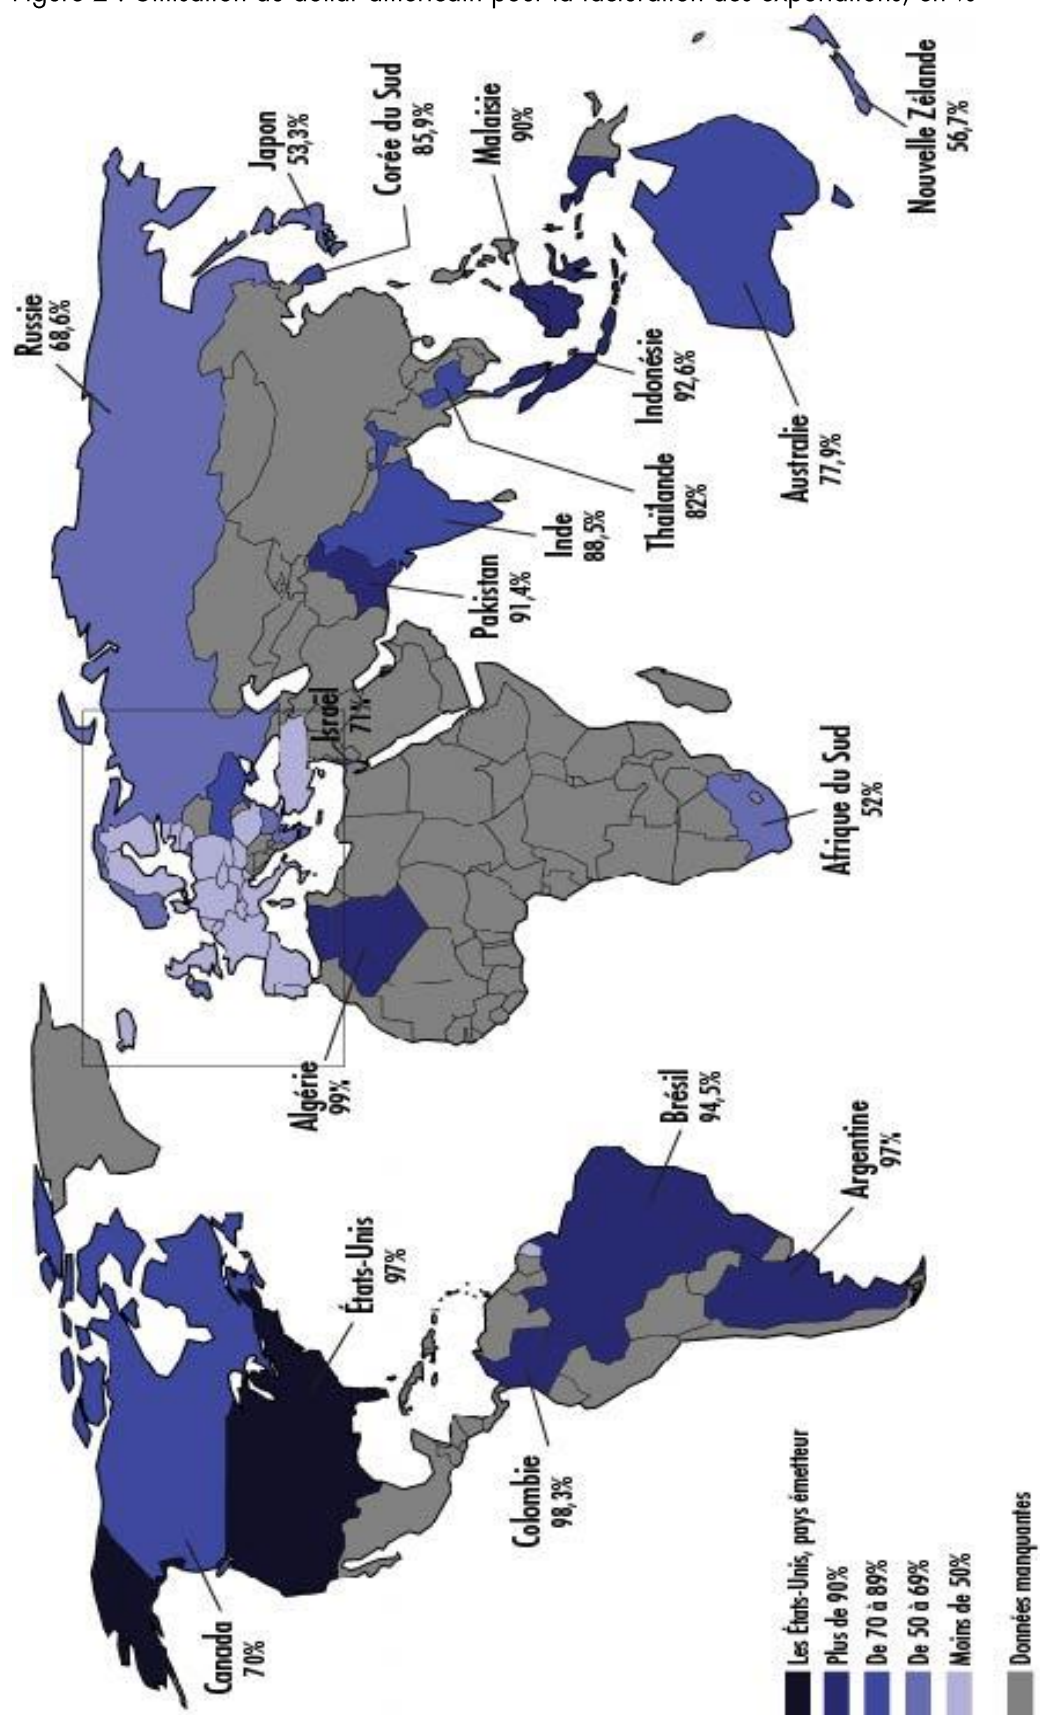 Figure 2 : Utilisation du dollar américain pour la facturation des exportations, en %
Canada
70%
États-Unis
97%
Colombie
98,3%
Brésil
94,5%
Argentine
97%
Algérie
99%
Israël
71%
Afrique du Sud
52%
Russie
68,6%
Pakistan
91,4%
Inde
88,5%
Thaïlande
82%
Indonésie
92,6%
Malaisie
90%
Corée du Sud
85,9%
Japon
53,3%
Australie
77,9%
Nouvelle Zélande
56,7%
Les États-Unis, pays émetteur
Plus de 90%
De 70 à 89%
De 50 à 69%
Moins de 50%
Données manquantes